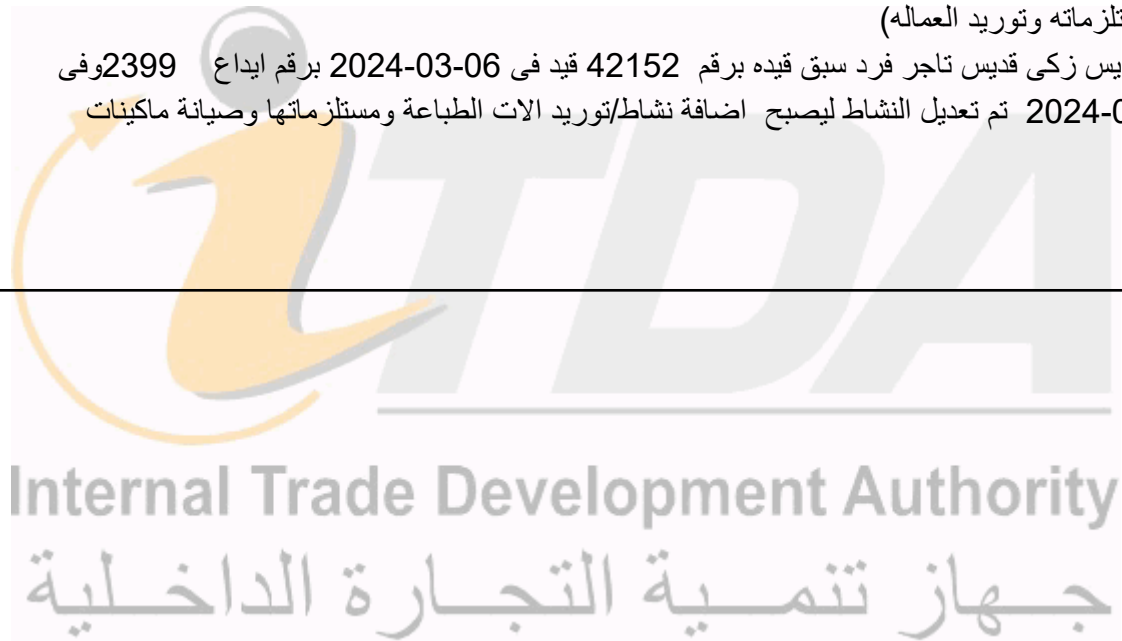 تلزماته وتوريد العماله)
يس زكى قديس تاجر فرد سبق قيده برقم 42152 قيد فى 06-03-2024 برقم ايداع 2399وفى
2024-0 تم تعديل النشاط ليصبح اضافة نشاط/توريد الات الطباعة ومستلزماتها وصيانة ماكينات
iTDA
Internal Trade Development Authority
جهاز تنمية التجارة الداخلية